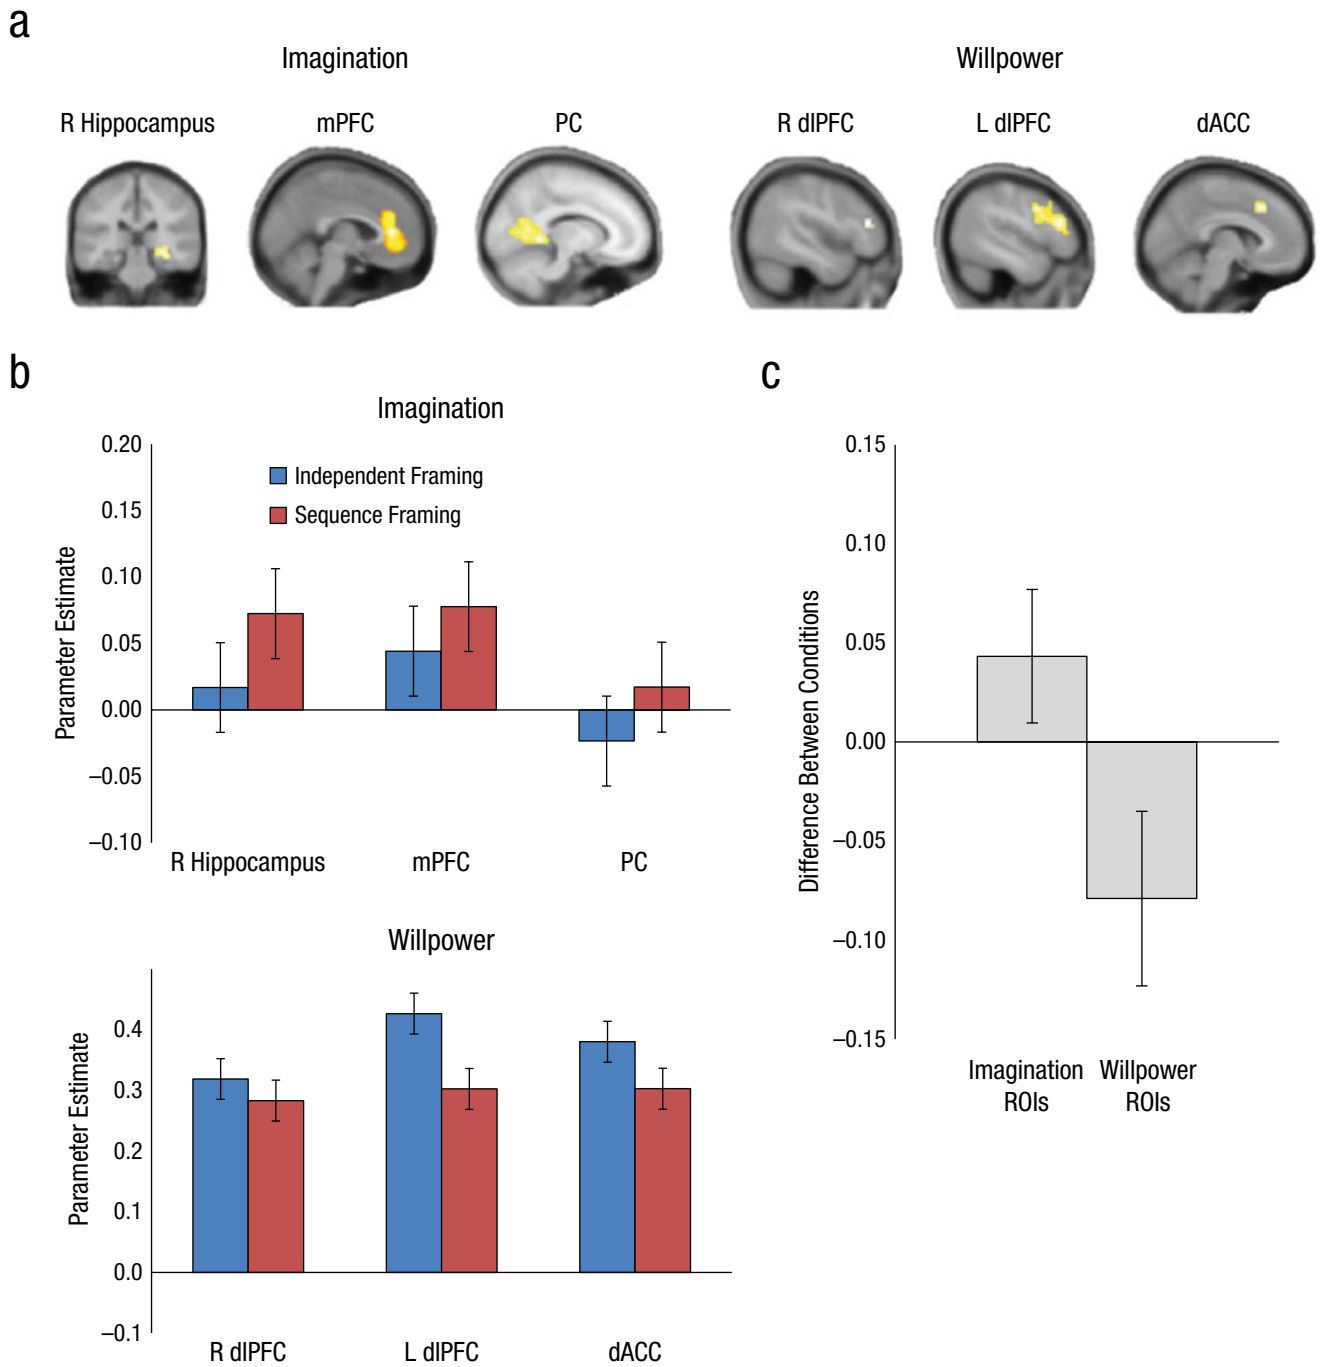 a
Imagination
Willpower
R Hippocampus
mPFC
PC
R dlPFC
L dlPFC
dACC
b
Imagination
0.20
0.15
0.10
0.05
0.00
–0.05
–0.10
Parameter Estimate
Independent Framing
Sequence Framing
R Hippocampus
mPFC
PC
Willpower
0.4
0.3
0.2
0.1
0.0
–0.1
Parameter Estimate
R dlPFC
L dlPFC
dACC
c
0.15
0.10
0.05
0.00
–0.05
–0.10
–0.15
Difference Between Conditions
Imagination
ROIs
Willpower
ROIs